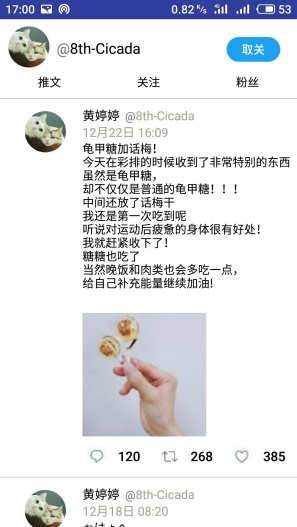 17:00 0.82 K/s 4G 53
@8th-Cicada
取关
推文 关注 粉丝
黄婷婷 @8th-Cicada
12月22日 16:09
龟甲糖加话梅!
今天在彩排的时候收到了非常特别的东西
虽然是龟甲糖，
却不仅仅是普通的龟甲糖！！！
中间还放了话梅干
我还是第一次吃到呢
听说对运动后疲惫的身体很有好处！
我就赶紧收下了！
糖糖也吃了
当然晚饭和肉类也会多吃一点，
给自己补充能量继续加油!
120 268 385
黄婷婷 @8th-Cicada
12月18日 08:20